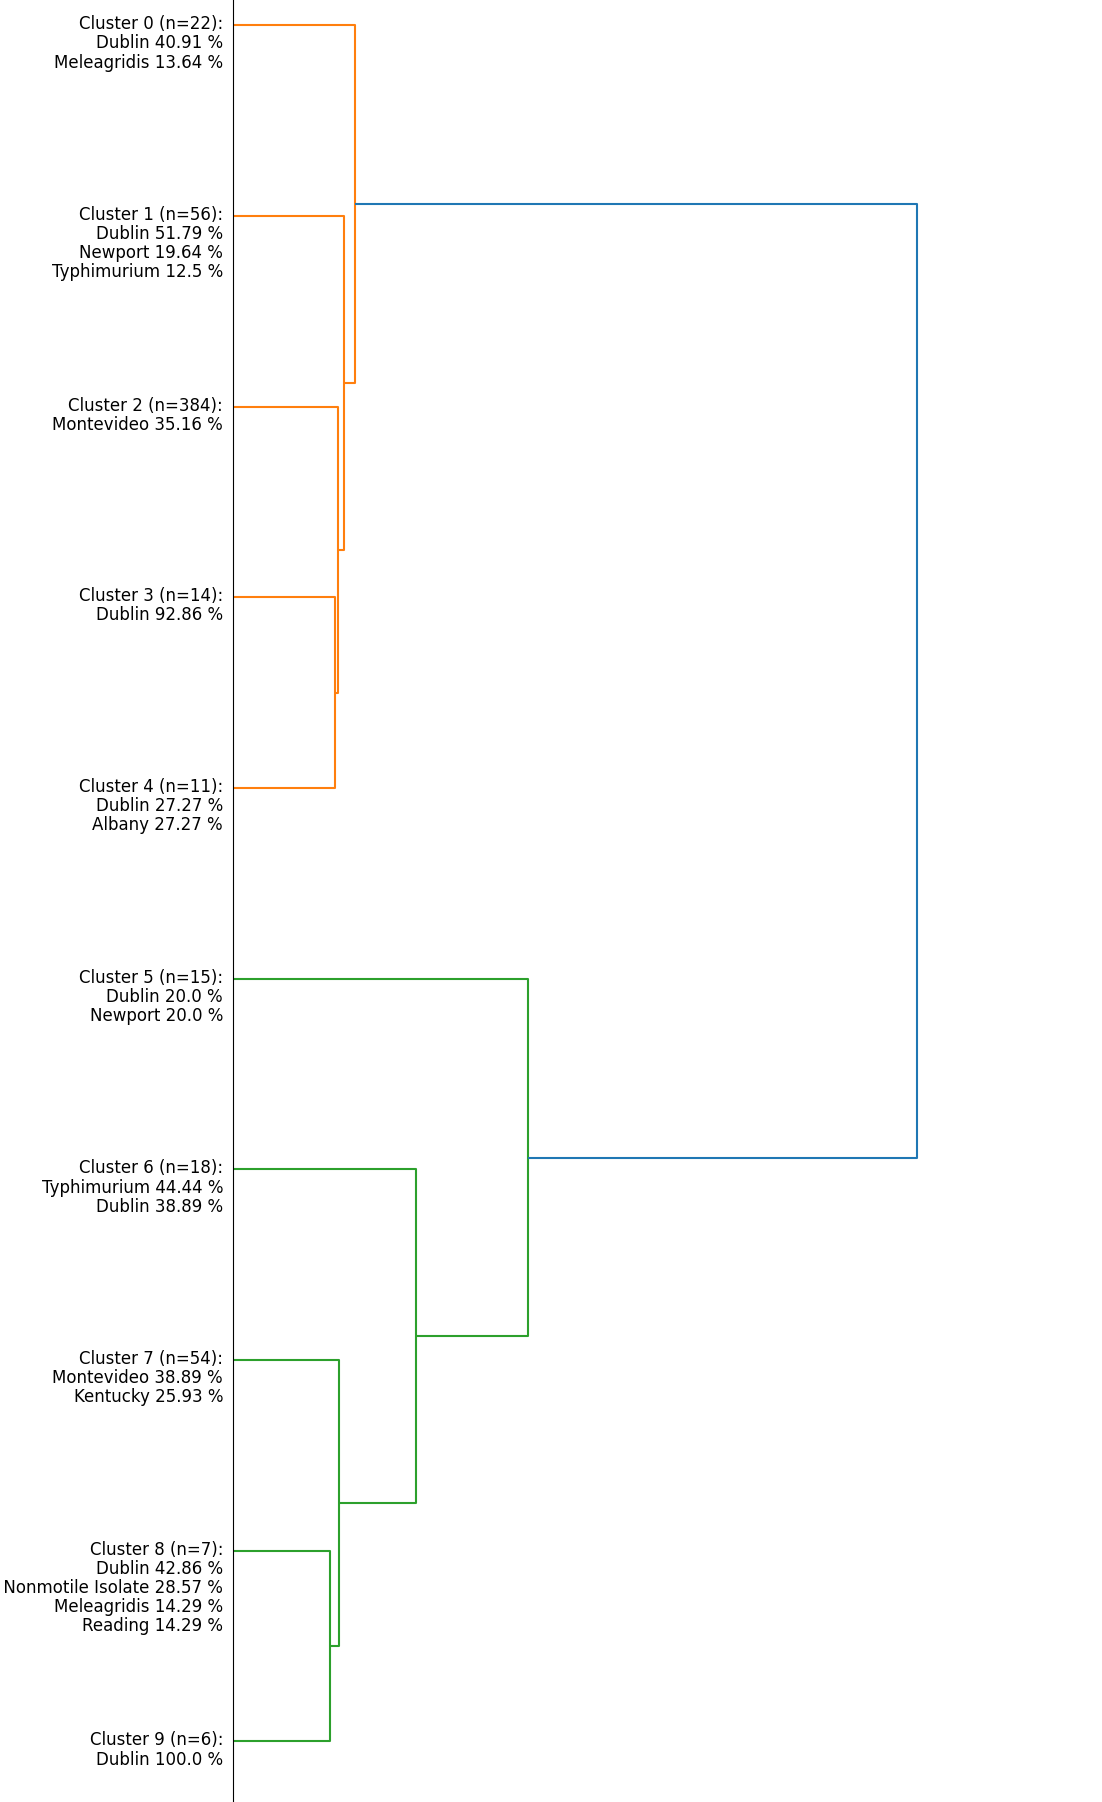 Cluster 0 (n=22):
Dublin 40.91 %
Meleagridis 13.64 %
Cluster 1 (n=56):
Dublin 51.79 %
Newport 19.64 %
Typhimurium 12.5 %
Cluster 2 (n=384):
Montevideo 35.16 %
Cluster 3 (n=14):
Dublin 92.86 %
Cluster 4 (n=11):
Dublin 27.27 %
Albany 27.27 %
Cluster 5 (n=15):
Dublin 20.0 %
Newport 20.0 %
Cluster 6 (n=18):
Typhimurium 44.44 %
Dublin 38.89 %
Cluster 7 (n=54):
Montevideo 38.89 %
Kentucky 25.93 %
Cluster 8 (n=7):
Dublin 42.86 %
Nonmotile Isolate 28.57 %
Meleagridis 14.29 %
Reading 14.29 %
Cluster 9 (n=6):
Dublin 100.0 %